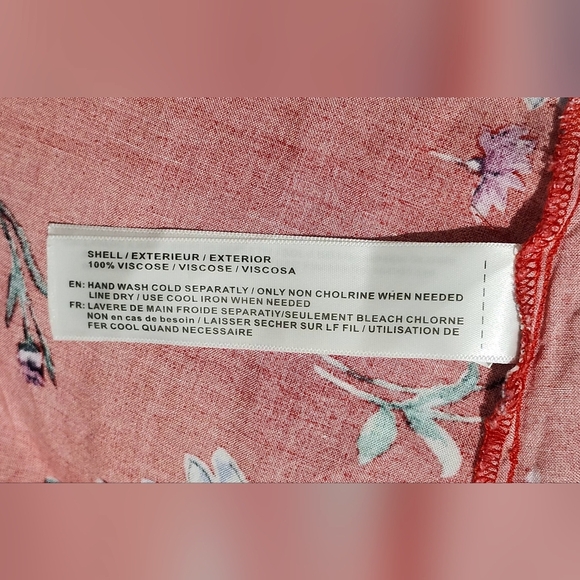 SHELL / EXTERIEUR / EXTERIOR
100% VISCOSE / VISCOSE / VISCOSA
EN: HAND WASH COLD SEPARATLY / ONLY NON CHOLRINE WHEN NEEDED
LINE DRY / USE COOL IRON WHEN NEEDED
FR: LAVERE DE MAIN FROIDE SEPARATIY/SEULEMENT BLEACH CHLORNE
NON en cas de besoin / LAISSER SECHER SUR LF FIL / UTILISATION DE
FER COOL QUAND NECESSAIRE